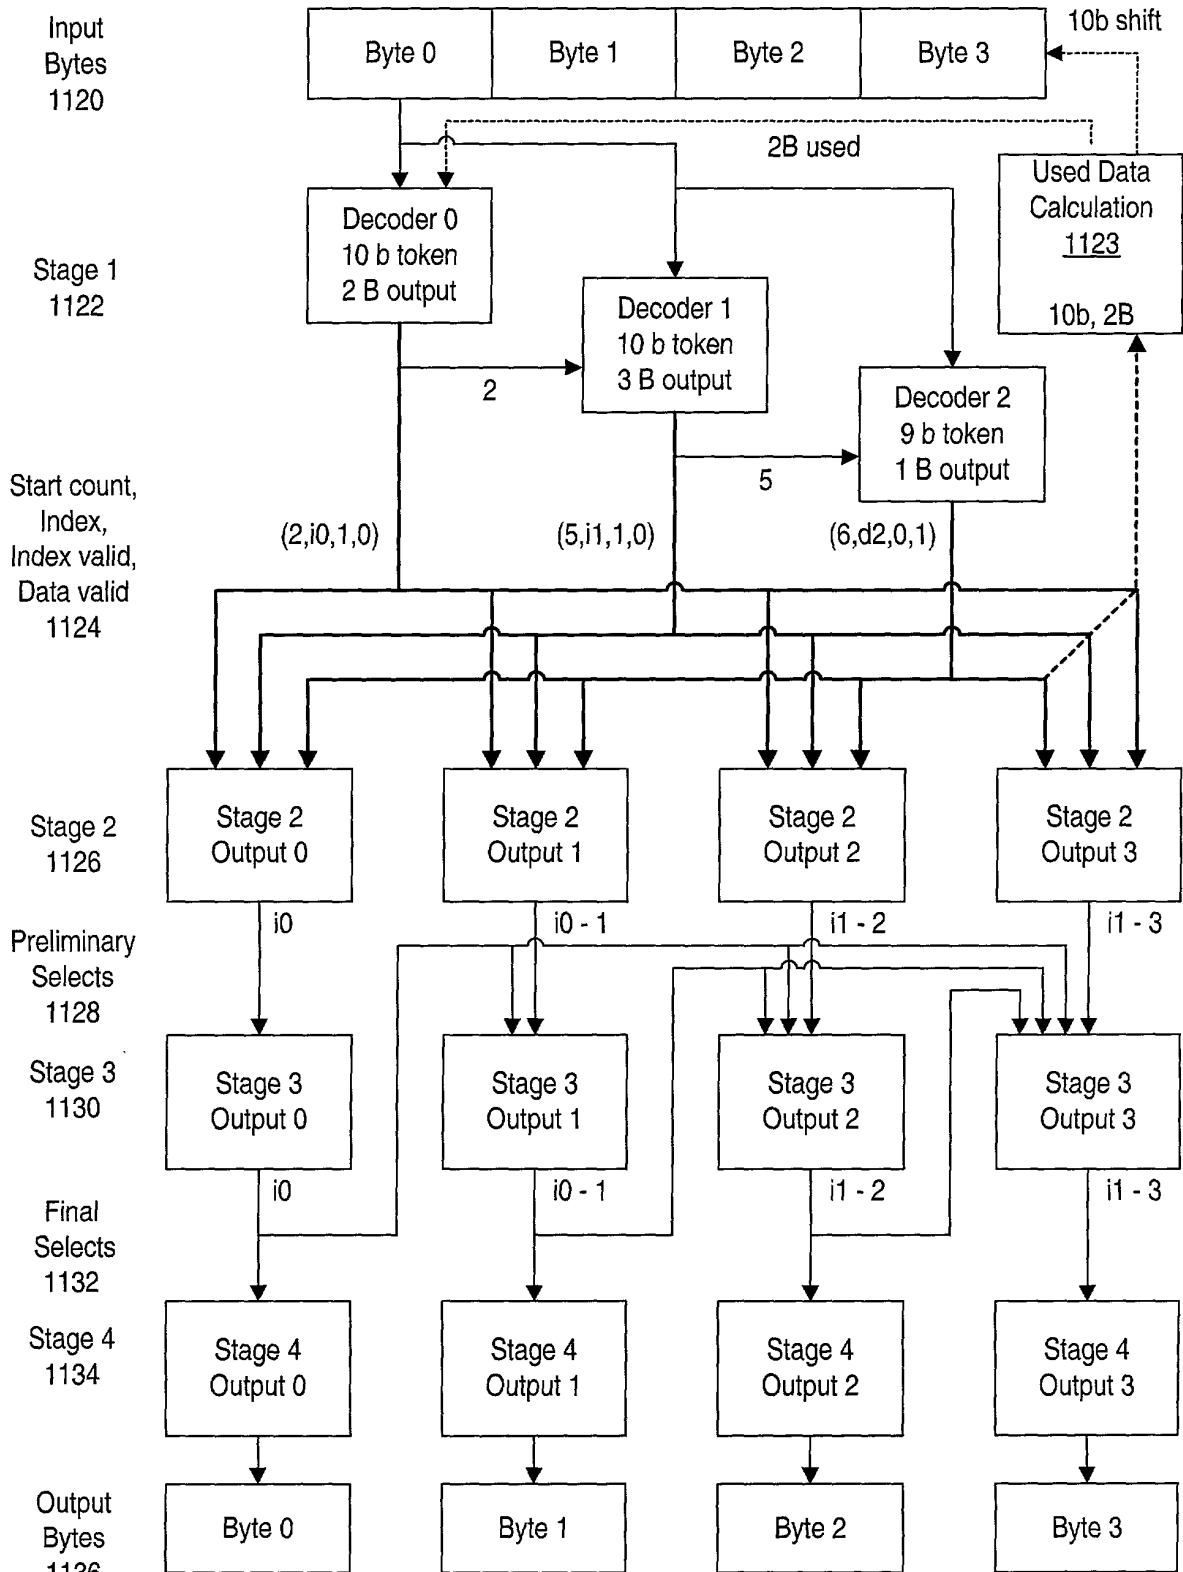 Input
Bytes
1120
Byte 0
Byte 1
Byte 2
Byte 3
10b shift
2B used
Used Data
Calculation
1123
10b, 2B
Stage 1
1122
Decoder 0
10 b token
2 B output
Decoder 1
10 b token
3 B output
Decoder 2
9 b token
1 B output
2
5
Start count,
Index,
Index valid,
Data valid
1124
(2,i0,1,0)
(5,i1,1,0)
(6,d2,0,1)
Stage 2
1126
Stage 2
Output 0
Stage 2
Output 1
Stage 2
Output 2
Stage 2
Output 3
Preliminary
Selects
1128
i0
i0 - 1
i1 - 2
i1 - 3
Stage 3
1130
Stage 3
Output 0
Stage 3
Output 1
Stage 3
Output 2
Stage 3
Output 3
Final
Selects
1132
i0
i0 - 1
i1 - 2
i1 - 3
Stage 4
1134
Stage 4
Output 0
Stage 4
Output 1
Stage 4
Output 2
Stage 4
Output 3
Output
Bytes
1136
Byte 0
Byte 1
Byte 2
Byte 3